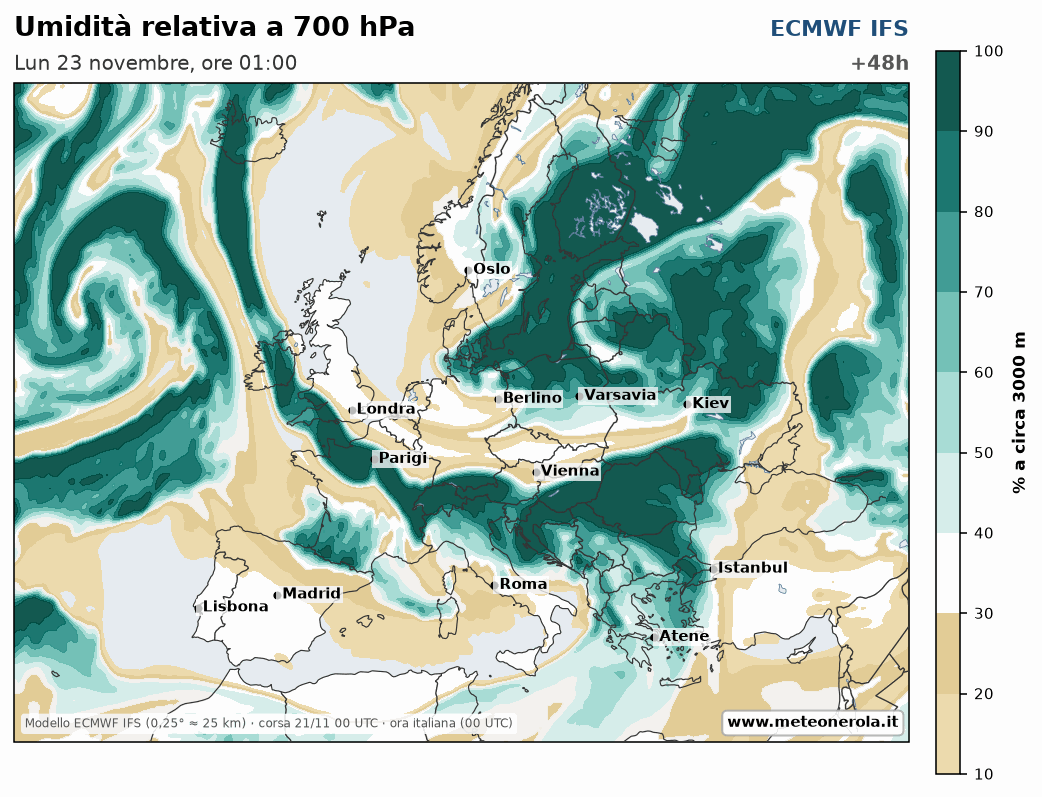 Umidità relativa a 700 hPa
ECMWF IFS
Lun 23 novembre, ore 01:00
+48h
100
90
80
70
60
50
40
30
20
10
% a circa 3000 m
Oslo
Berlino
Varsavia
Kiev
Londra
Parigi
Vienna
Istanbul
Roma
Madrid
Lisbona
Atene
Modello ECMWF IFS (0,25° ≈ 25 km) · corsa 21/11 00 UTC · ora italiana (00 UTC)
www.meteonerola.it